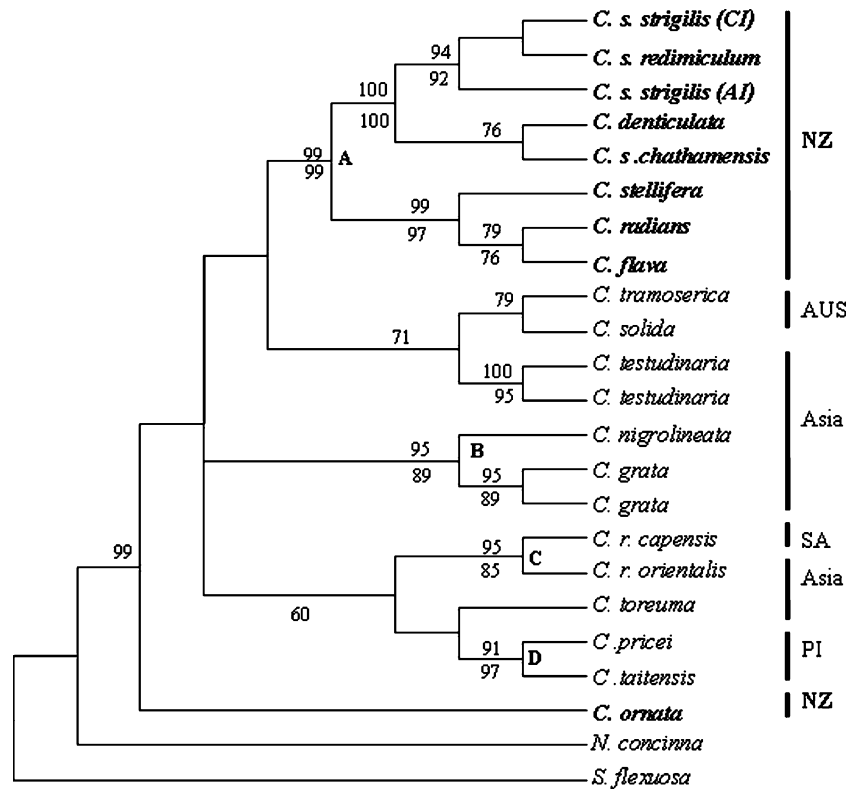 C. s. strigilis (CI)
94
C. s. redimiculum
92
C. s. strigilis (AI)
100
100
C. denticulata
76
C. s .chathamensis
NZ
99
99
A
C. stellifera
99
97
C. radians
79
76
C. flava
C. tramoserica
79
AUS
C. solida
71
C. testudinaria
100
95
C. testudinaria
Asia
C. nigrolineata
95
B
89
C. grata
95
89
C. grata
C. r. capensis
SA
99
95
C
85
C. r. orientalis
Asia
C. toreuma
60
C .pricei
PI
91
D
97
C .taitensis
C. ornata
NZ
N. concinna
S. flexuosa